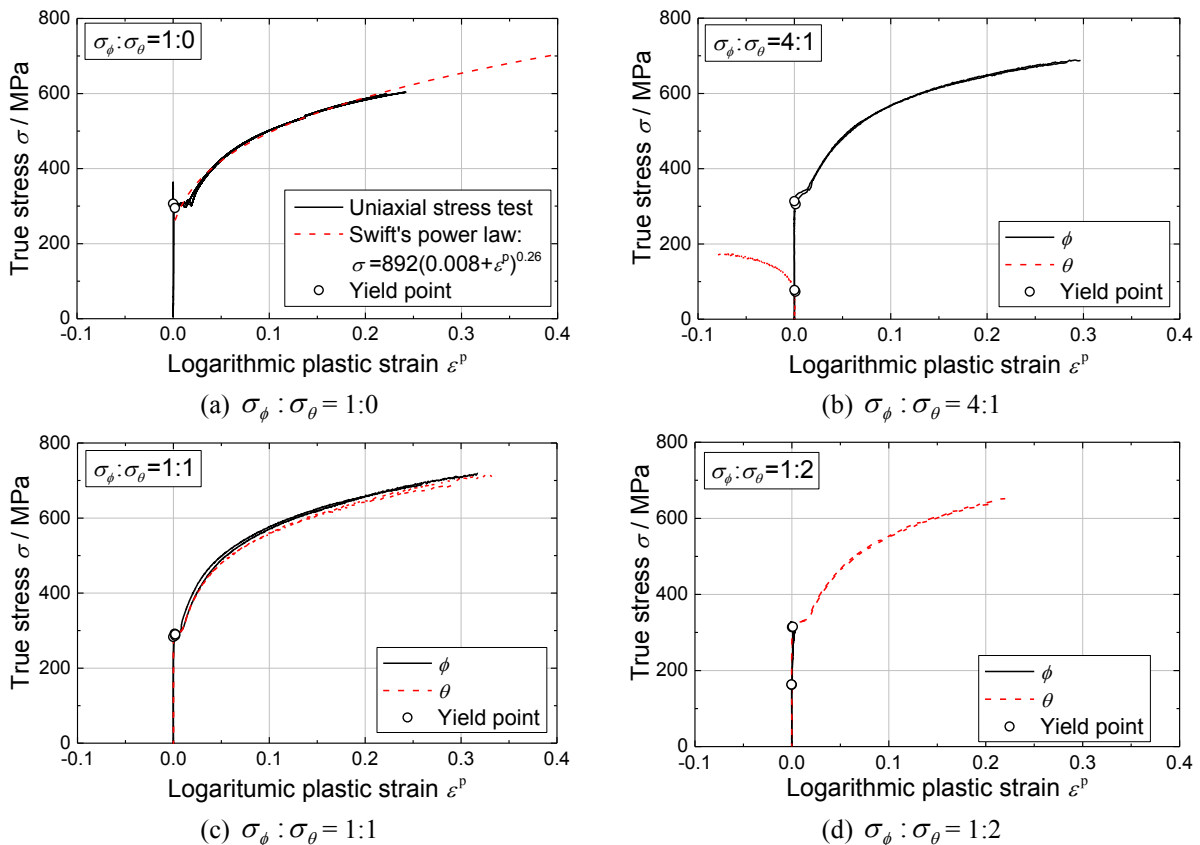 σϕ:σθ=1:0
True stress σ / MPa
800
600
400
200
0
-0.1 0.0 0.1 0.2 0.3 0.4
Uniaxial stress test
Swift's power law:
σ=892(0.008+εᵖ)^0.26
Yield point
Logarithmic plastic strain εᵖ
(a) σϕ : σθ = 1:0
σϕ:σθ=4:1
True stress σ / MPa
800
600
400
200
0
-0.1 0.0 0.1 0.2 0.3 0.4
ϕ
θ
Yield point
Logarithmic plastic strain εᵖ
(b) σϕ : σθ = 4:1
σϕ:σθ=1:1
True stress σ / MPa
800
600
400
200
0
-0.1 0.0 0.1 0.2 0.3 0.4
ϕ
θ
Yield point
Logaritumic plastic strain εᵖ
(c) σϕ : σθ = 1:1
σϕ:σθ=1:2
True stress σ / MPa
800
600
400
200
0
-0.1 0.0 0.1 0.2 0.3 0.4
ϕ
θ
Yield point
Logarithmic plastic strain εᵖ
(d) σϕ : σθ = 1:2